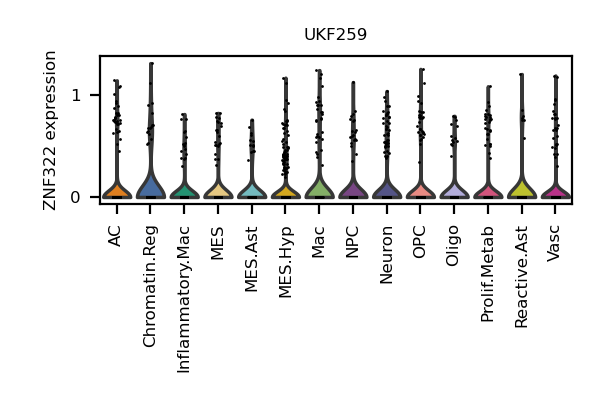 UKF259
ZNF322 expression
1
0
AC
Chromatin.Reg
Inflammatory.Mac
MES
MES.Ast
MES.Hyp
Mac
NPC
Neuron
OPC
Oligo
Prolif.Metab
Reactive.Ast
Vasc